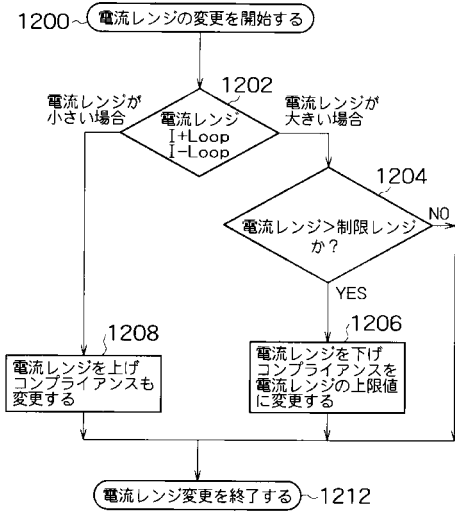 1200
電流レンジの変更を開始する
1202
電流レンジが
小さい場合
電流レンジ
I+Loop
I-Loop
電流レンジが
大きい場合
1204
電流レンジ>制限レンジ
か?
NO
YES
1208
電流レンジを上げ
コンプライアンスも
変更する
1206
電流レンジを下げ
コンプライアンスを
電流レンジの上限値
に変更する
電流レンジ変更を終了する
1212